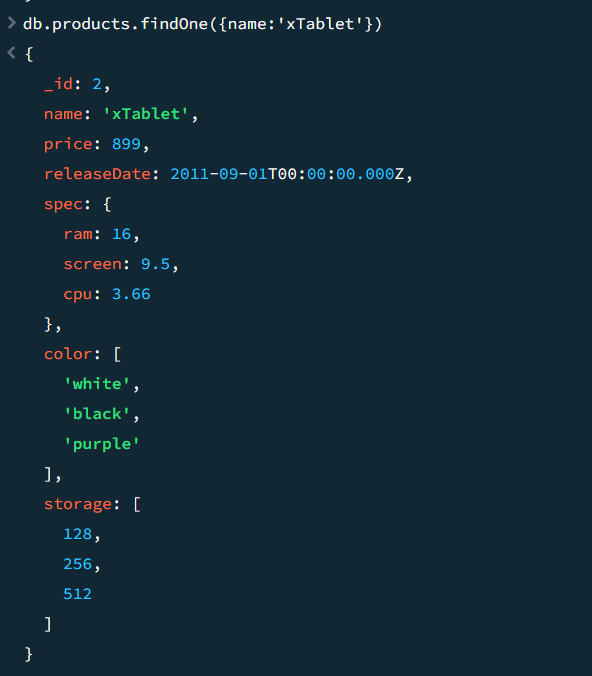 > db.products.findOne({name:'xTablet'})
< {
_id: 2,
name: 'xTablet',
price: 899,
releaseDate: 2011-09-01T00:00:00.000Z,
spec: {
ram: 16,
screen: 9.5,
cpu: 3.66
},
color: [
'white',
'black',
'purple'
],
storage: [
128,
256,
512
]
}